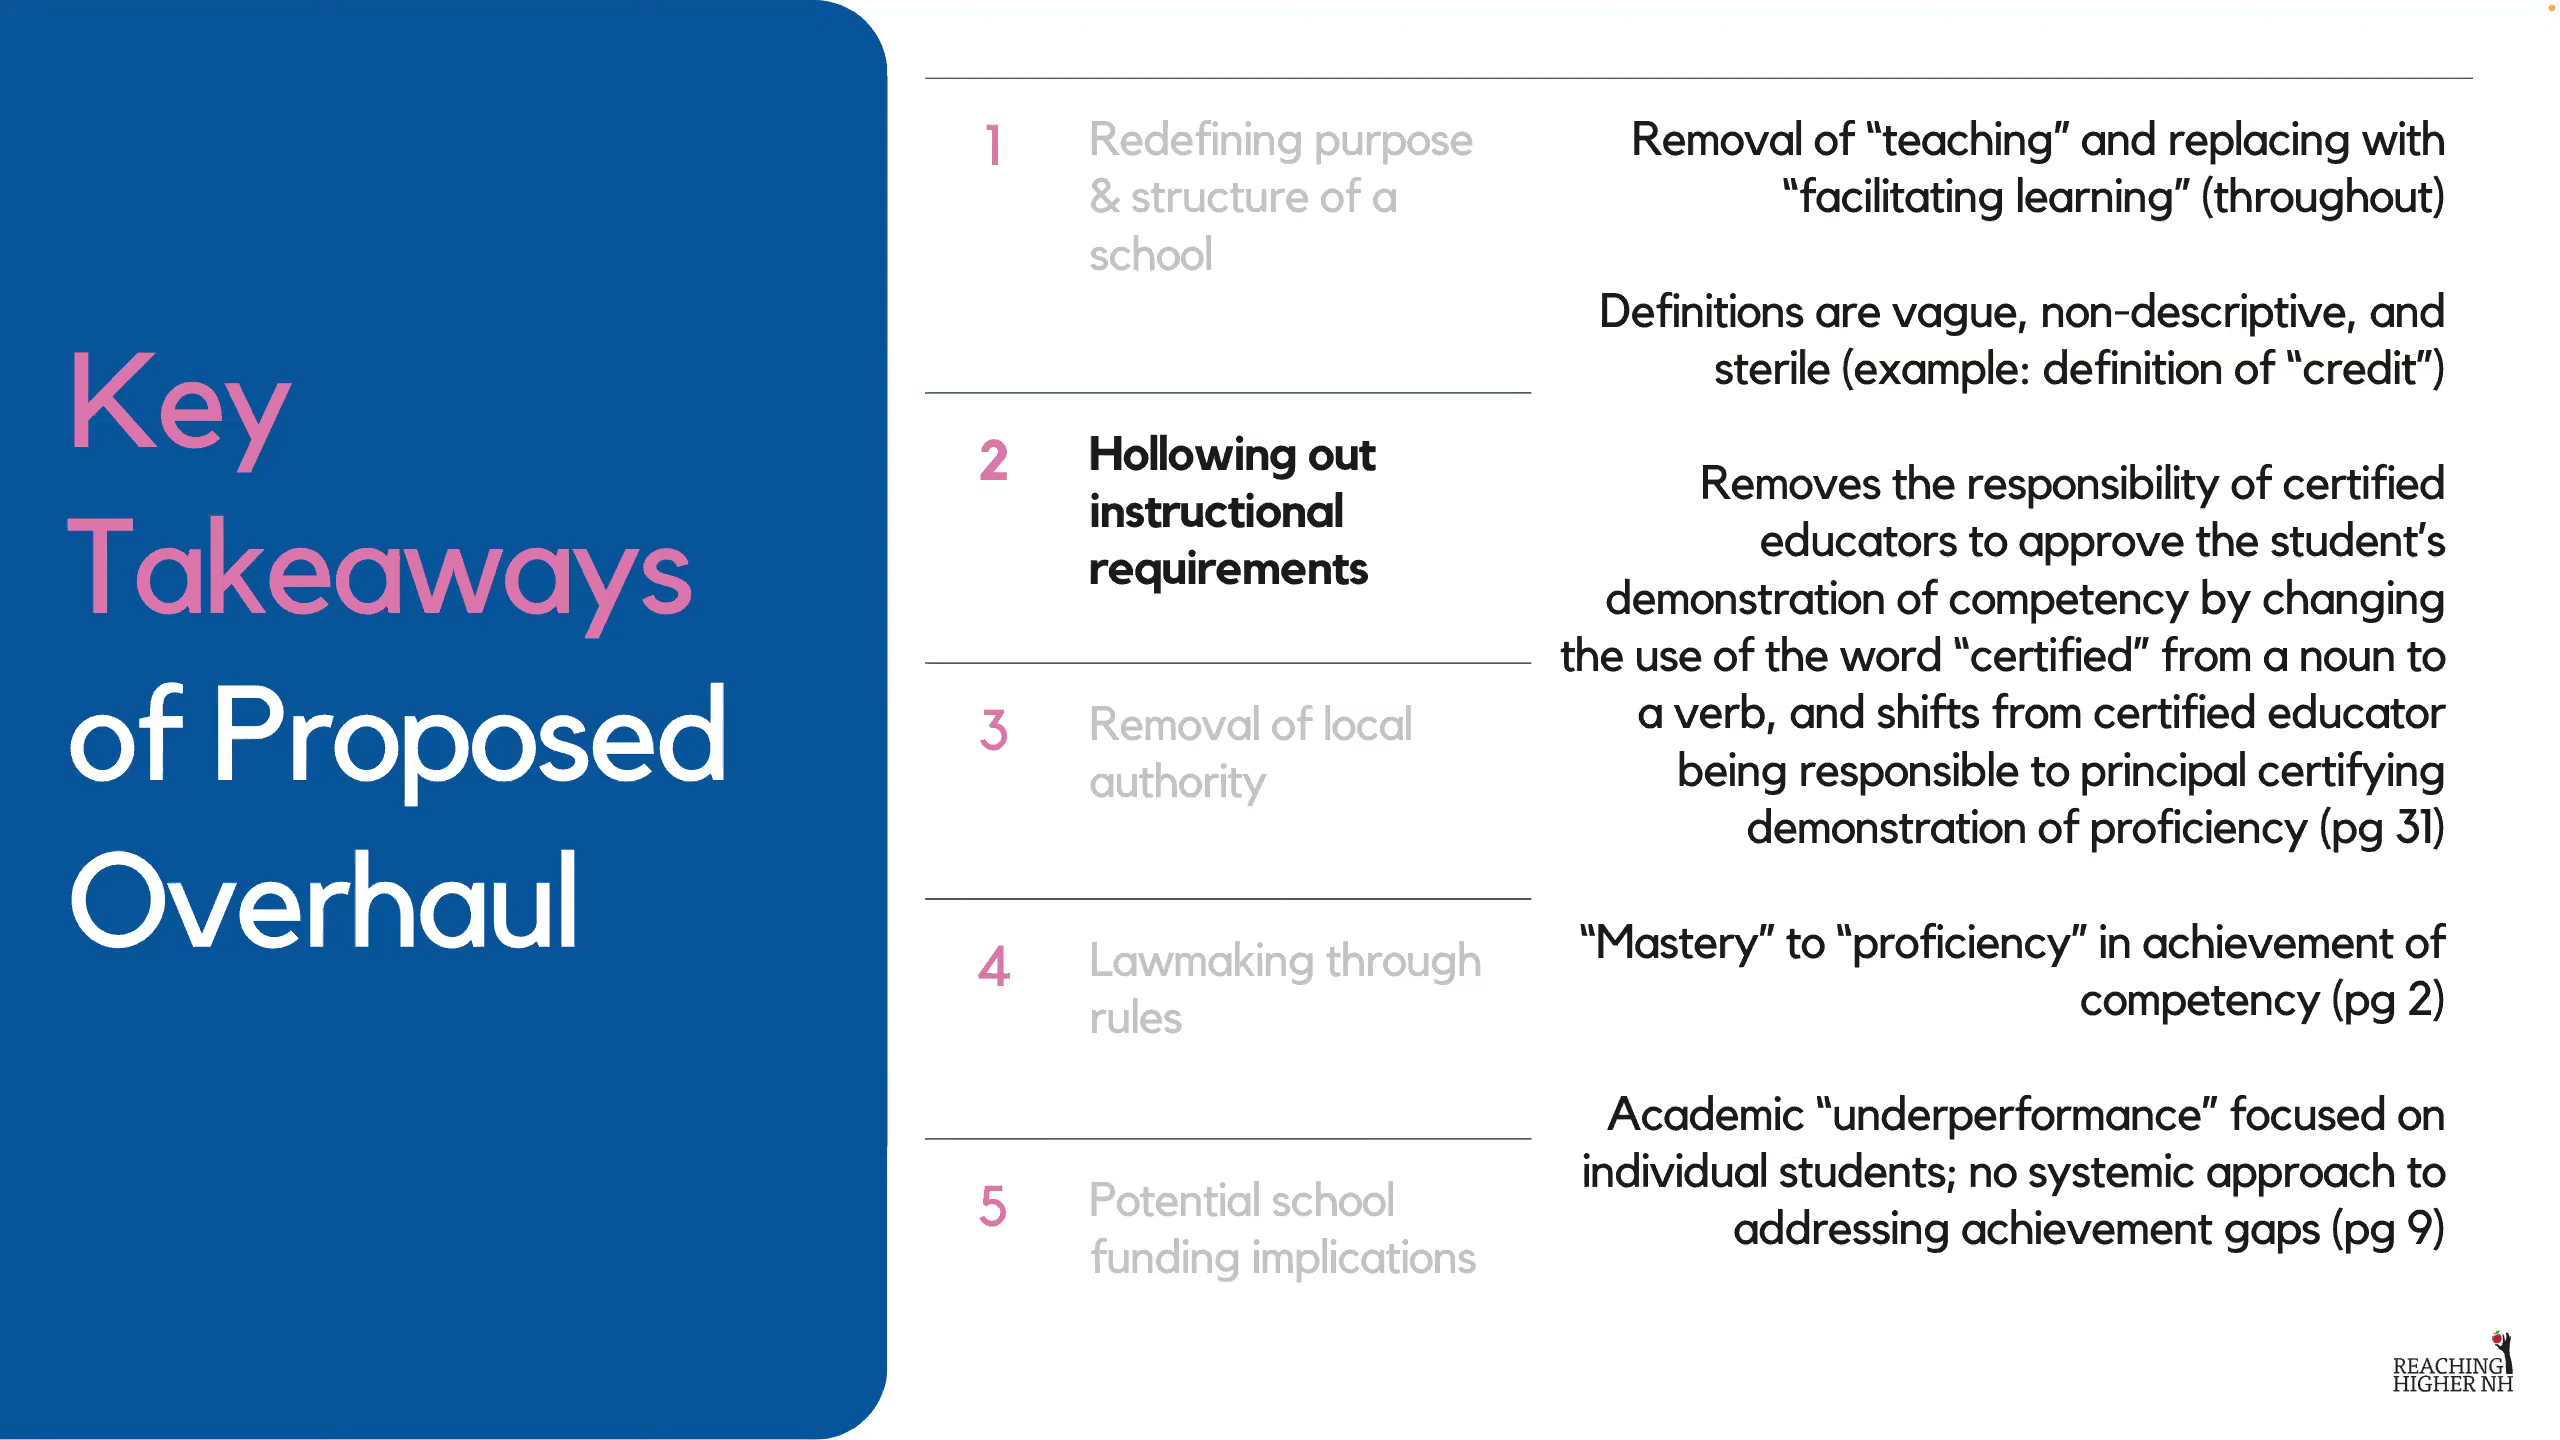 Key
Takeaways
of Proposed
Overhaul
1
Redefining purpose
& structure of a
school
2
Hollowing out
instructional
requirements
3
Removal of local
authority
4
Lawmaking through
rules
5
Potential school
funding implications
Removal of “teaching” and replacing with
“facilitating learning” (throughout)
Definitions are vague, non-descriptive, and
sterile (example: definition of “credit”)
Removes the responsibility of certified
educators to approve the student’s
demonstration of competency by changing
the use of the word “certified” from a noun to
a verb, and shifts from certified educator
being responsible to principal certifying
demonstration of proficiency (pg 31)
“Mastery” to “proficiency” in achievement of
competency (pg 2)
Academic “underperformance” focused on
individual students; no systemic approach to
addressing achievement gaps (pg 9)
REACHING
HIGHER NH